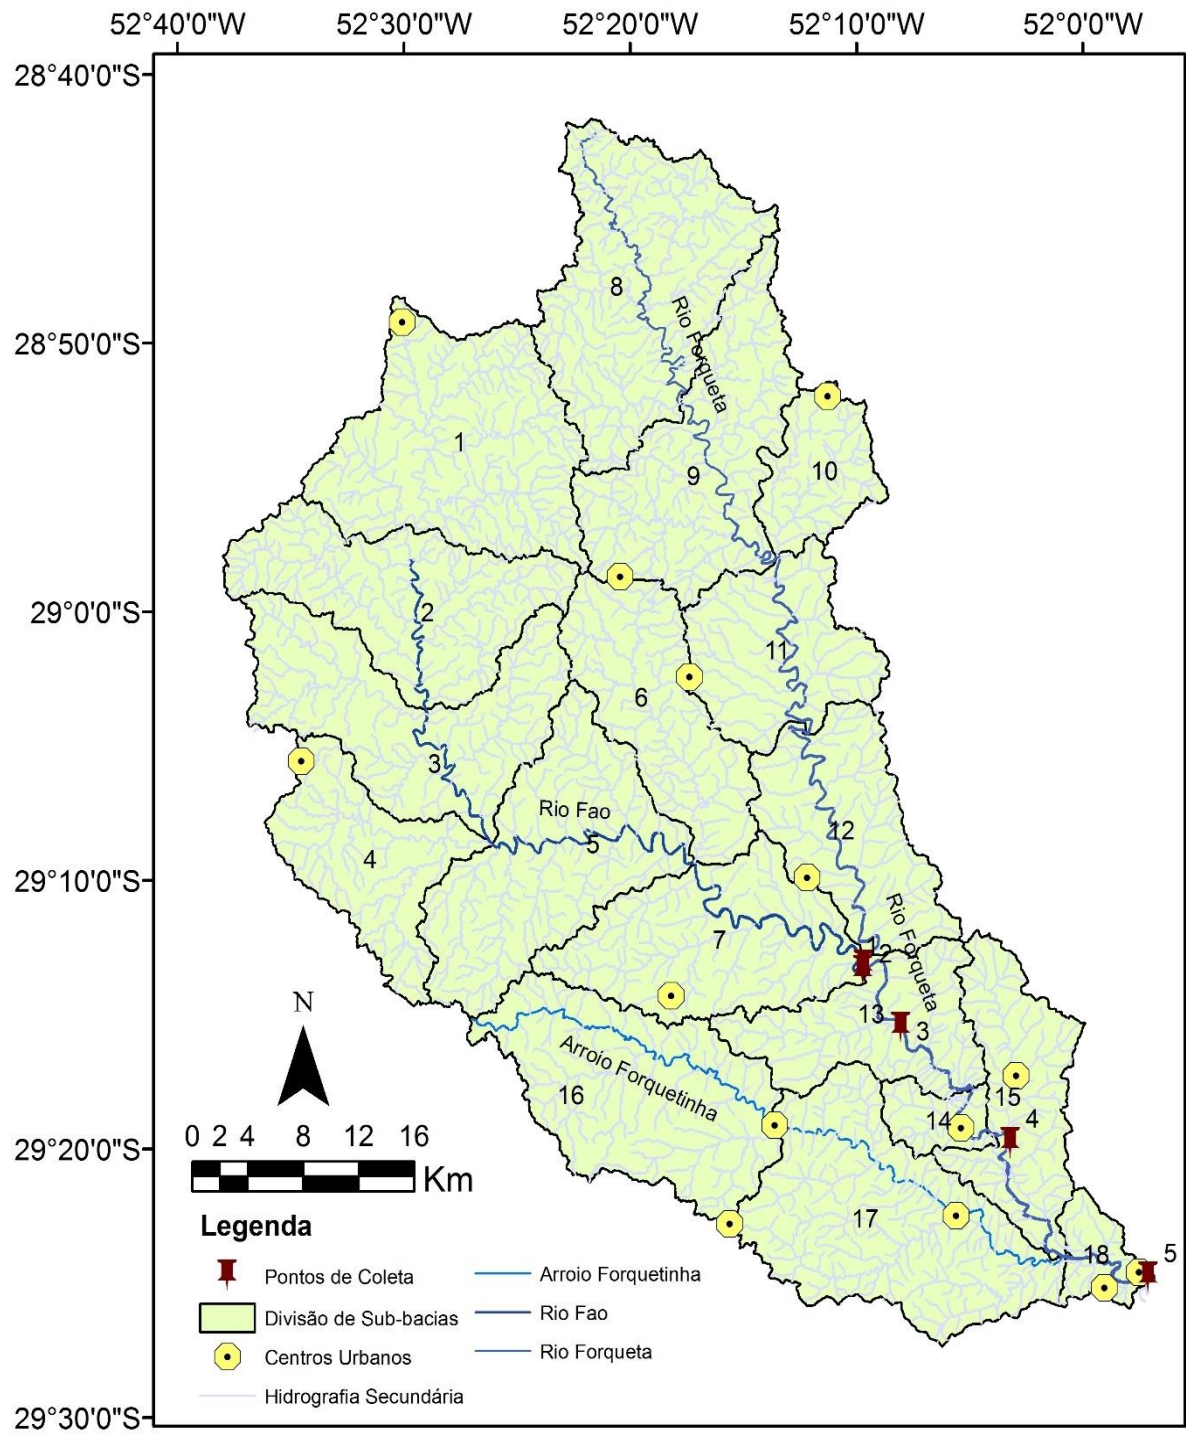 52°40'0"W 52°30'0"W 52°20'0"W 52°10'0"W 52°0'0"W
28°40'0"S
28°50'0"S
29°0'0"S
29°10'0"S
29°20'0"S
29°30'0"S
8
Rio Forqueta
1
9
10
2
11
6
3
Rio Fao
12
5
4
Rio Forqueta
7
12
13
3
Arroio Forquetinha
16
15
14
4
17
18
5
N
0 2 4 8 12 16
Km
Legenda
Pontos de Coleta
Divisão de Sub-bacias
Centros Urbanos
Hidrografia Secundária
Arroio Forquetinha
Rio Fao
Rio Forqueta